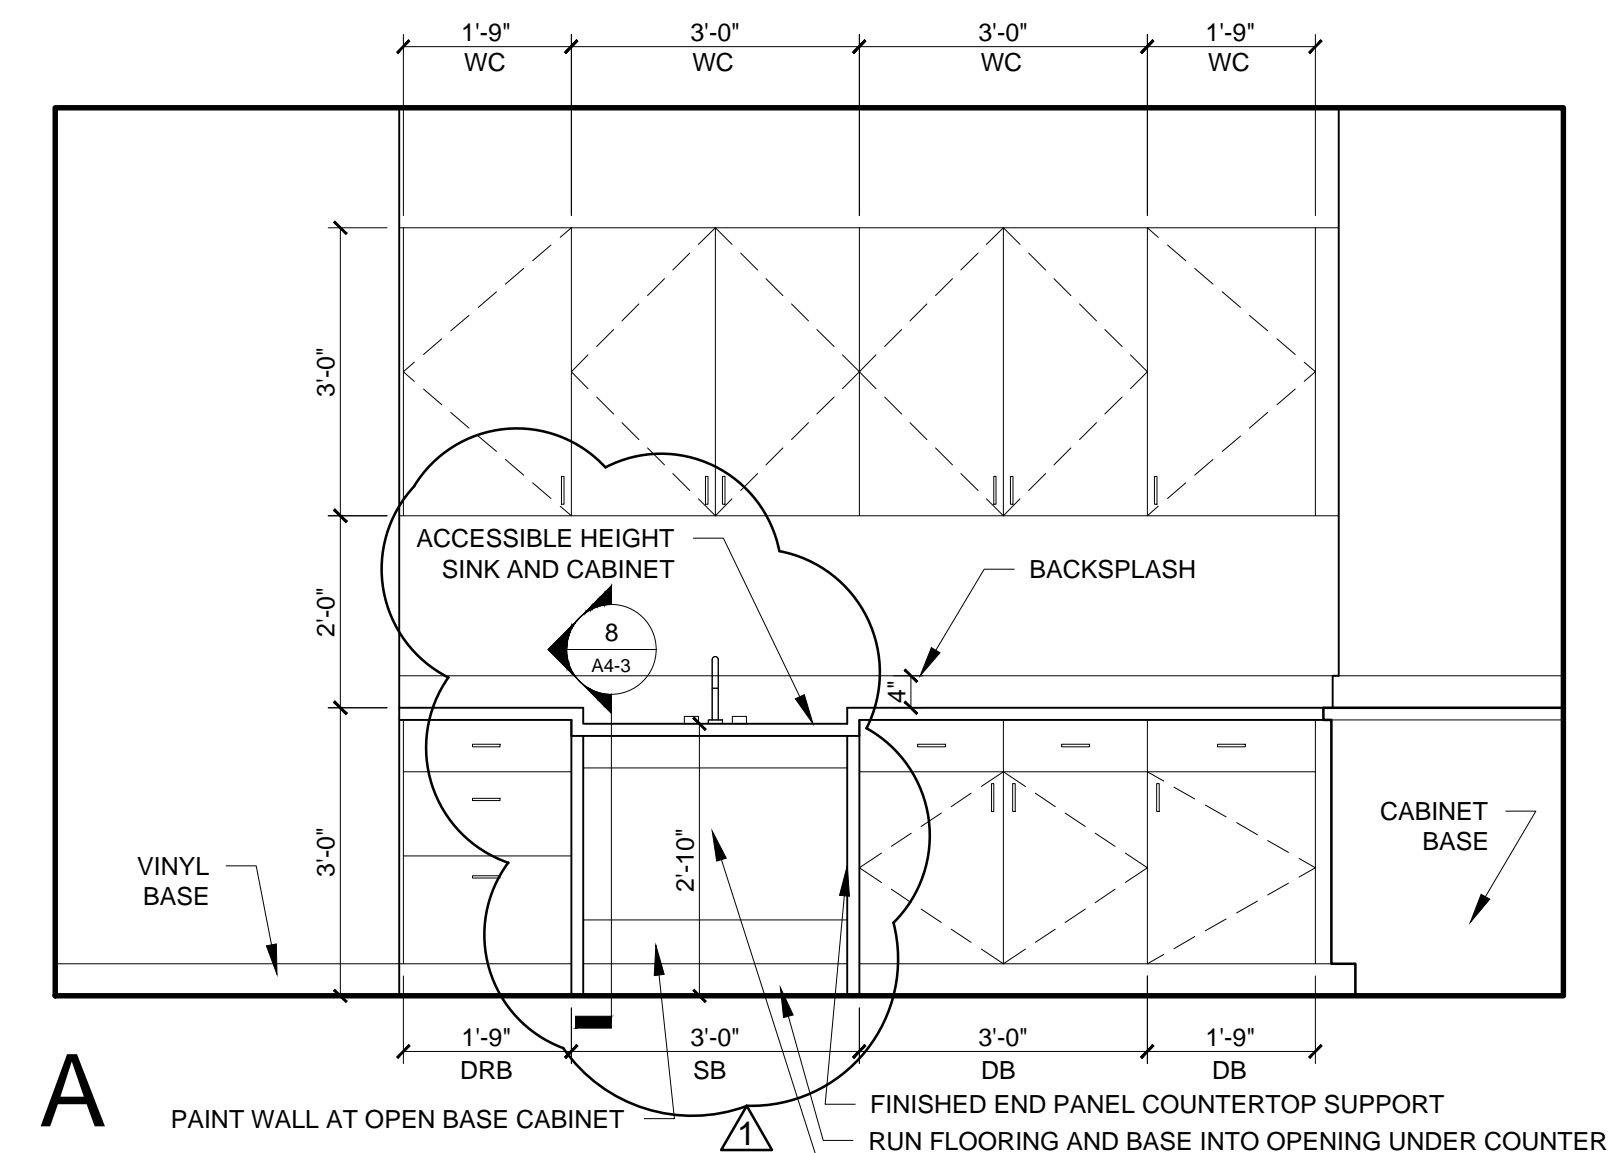 1'-9" 3'-0" 3'-0" 1'-9"
WC WC WC WC
3'-0"
ACCESSIBLE HEIGHT
SINK AND CABINET
BACKSPLASH
2'-0"
8
A4-3
4"
3'-0"
2'-10"
CABINET
BASE
VINYL
BASE
1'-9" 3'-0" 3'-0" 1'-9"
DRB SB DB DB
A
PAINT WALL AT OPEN BASE CABINET
1
FINISHED END PANEL COUNTERTOP SUPPORT
RUN FLOORING AND BASE INTO OPENING UNDER COUNTER